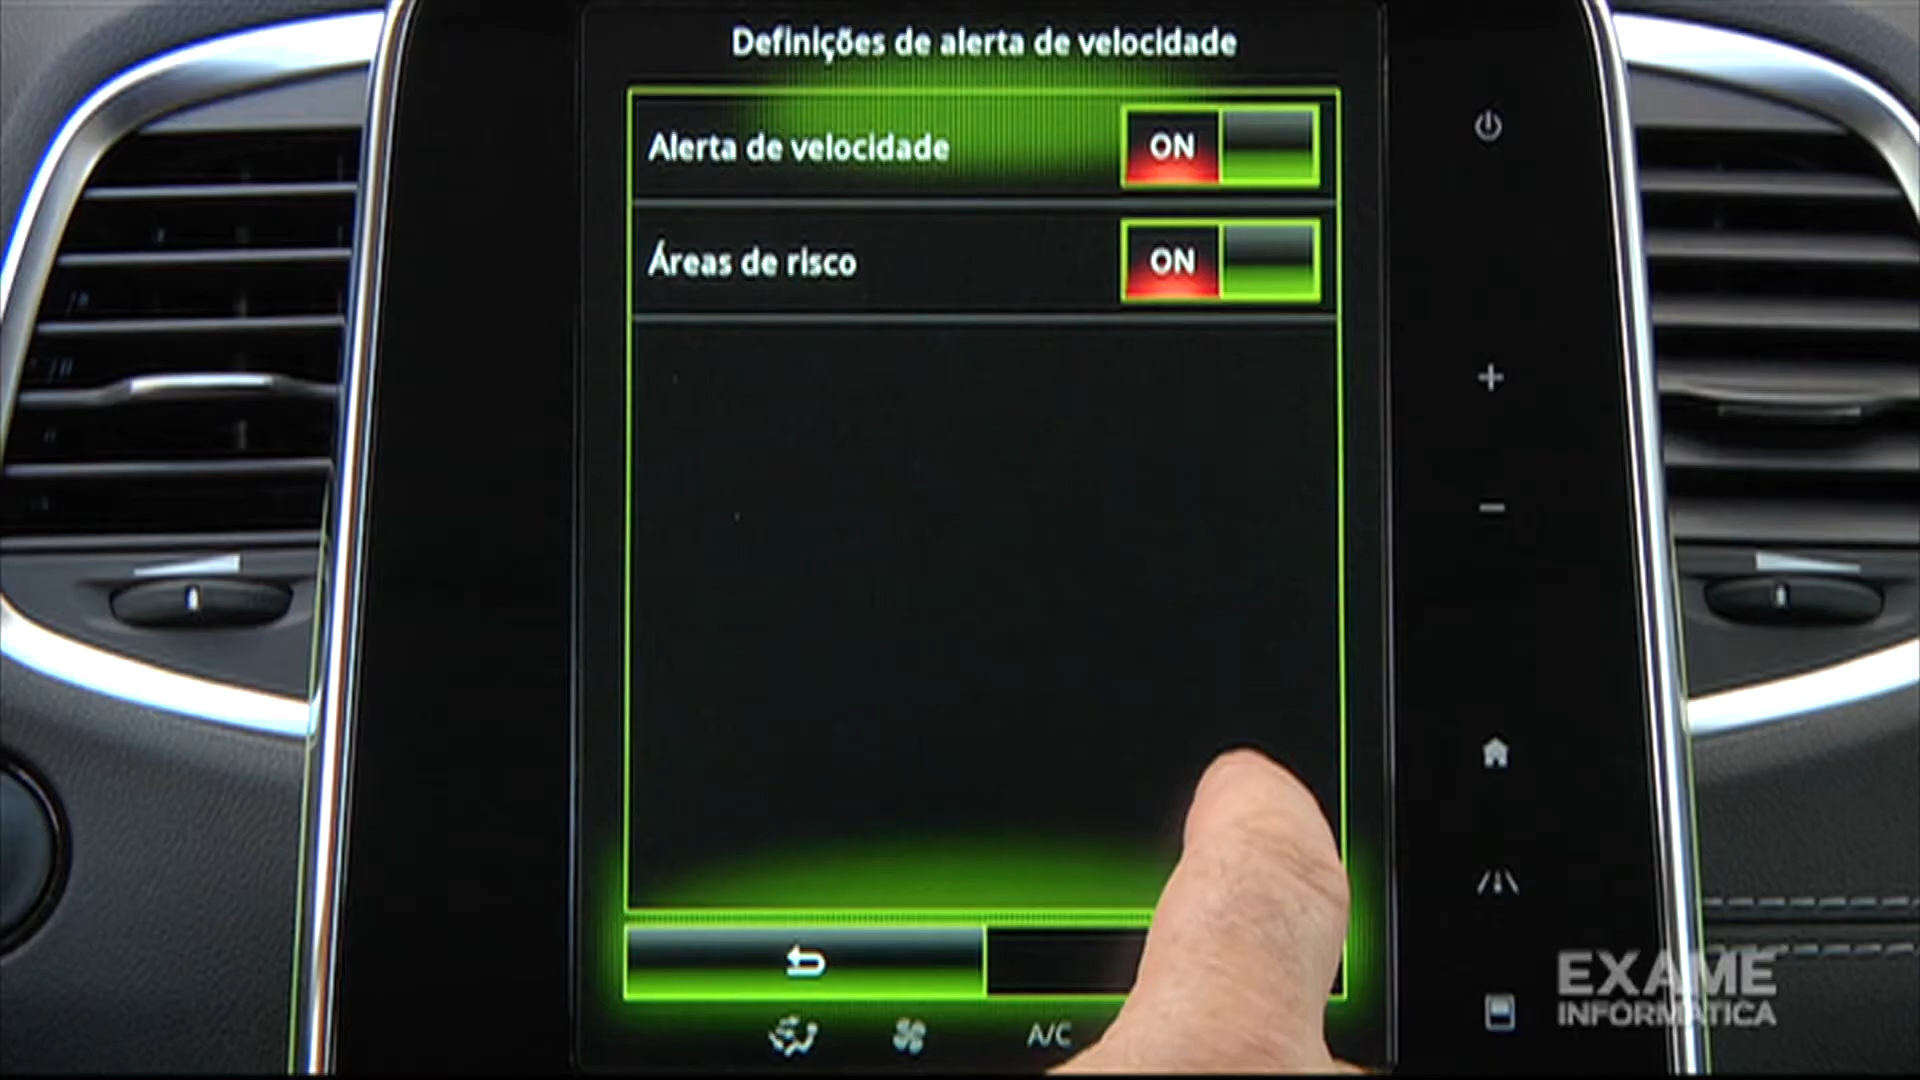 Definições de alerta de velocidade
Alerta de velocidade
ON
Áreas de risco
ON
A/C
EXAME
INFORMÁTICA